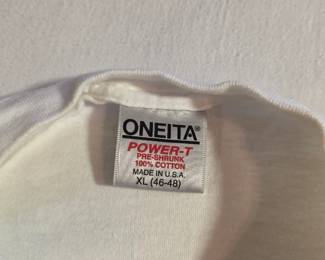 ONEITA®
POWER-T
PRE-SHRUNK
100% COTTON
MADE IN U.S.A.
XL (46-48)